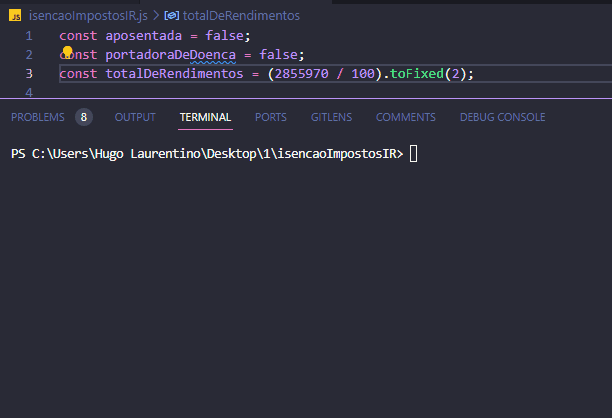 JS isencaoImpostosIR.js > totalDeRendimentos
1 const aposentada = false;
2 const portadoraDeDoenca = false;
3 const totalDeRendimentos = (2855970 / 100).toFixed(2);
4
PROBLEMS 8 OUTPUT TERMINAL PORTS GITLENS COMMENTS DEBUG CONSOLE
PS C:\Users\Hugo Laurentino\Desktop\1\isencaoImpostosIR>